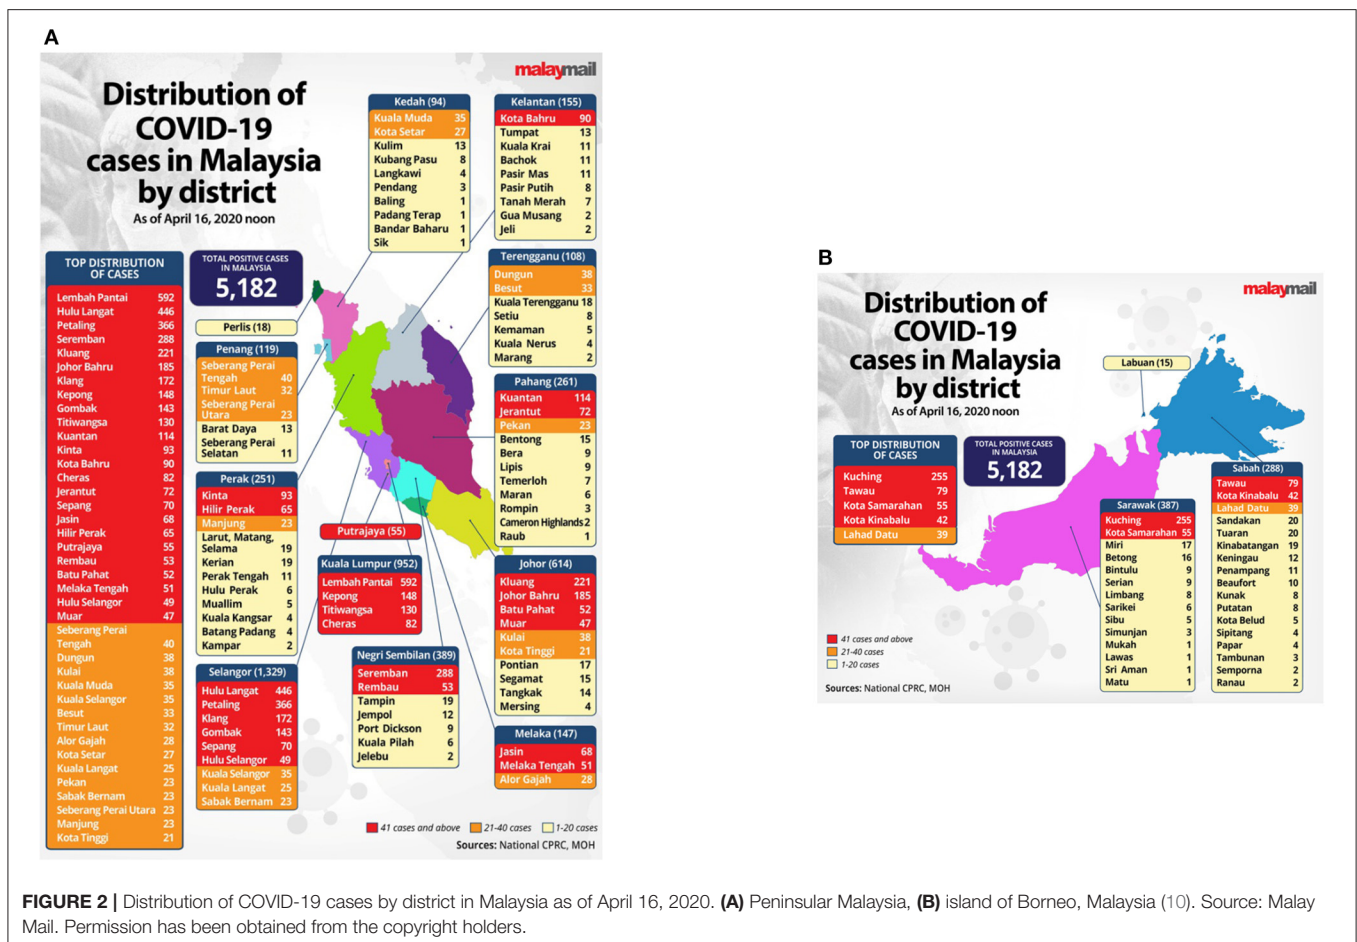 A
malaymail
Distribution of
COVID-19
cases in Malaysia
by district
As of April 16, 2020 noon
TOP DISTRIBUTION
OF CASES
Lembah Pantai 592
Hulu Langat 446
Petaling 366
Seremban 288
Kluang 221
Johor Bahru 185
Klang 172
Kepong 148
Gombak 143
Titiwangsa 130
Kuantan 114
Kinta 93
Kota Bahru 90
Cheras 82
Jerantut 72
Sepang 70
Jasin 68
Hilir Perak 65
Putrajaya 55
Rembau 53
Batu Pahat 52
Melaka Tengah 51
Hulu Selangor 49
Muar 47
Seberang Perai
Tengah 40
Dungun 38
Kulai 38
Kuala Muda 35
Kuala Selangor 35
Besut 33
Timur Laut 32
Alor Gajah 28
Kota Setar 27
Kuala Langat 25
Pekan 23
Sabak Bernam 23
Seberang Perai Utara 23
Manjung 23
Kota Tinggi 21
TOTAL POSITIVE CASES
IN MALAYSIA
5,182
Perlis (18)
Penang (119)
Seberang Perai
Tengah 40
Timur Laut 32
Seberang Perai
Utara 23
Barat Daya 13
Seberang Perai
Selatan 11
Perak (251)
Kinta 93
Hilir Perak 65
Manjung 23
Larut, Matang,
Selama 19
Kerian 19
Perak Tengah 11
Hulu Perak 6
Muallim 5
Kuala Kangsar 4
Batang Padang 4
Kampar 2
Selangor (1,329)
Hulu Langat 446
Petaling 366
Klang 172
Gombak 143
Sepang 70
Hulu Selangor 49
Kuala Selangor 35
Kuala Langat 25
Sabak Bernam 23
Kedah (94)
Kuala Muda 35
Kota Setar 27
Kulim 13
Kubang Pasu 8
Langkawi 4
Pendang 3
Baling 1
Padang Terap 1
Bandar Baharu 1
Sik 1
Putrajaya (55)
Kuala Lumpur (952)
Lembah Pantai 592
Kepong 148
Titiwangsa 130
Cheras 82
Negri Sembilan (389)
Seremban 288
Rembau 53
Tampin 19
Jempol 12
Port Dickson 9
Kuala Pilah 6
Jelebu 2
Kelantan (155)
Kota Bahru 90
Tumpat 13
Kuala Krai 11
Bachok 11
Pasir Mas 11
Pasir Putih 8
Tanah Merah 7
Gua Musang 2
Jeli 2
Terengganu (108)
Dungun 38
Besut 33
Kuala Terengganu 18
Setiu 8
Kemaman 5
Kuala Nerus 4
Marang 2
Pahang (261)
Kuantan 114
Jerantut 72
Pekan 23
Bentong 15
Bera 9
Lipis 9
Temerloh 7
Maran 6
Rompin 3
Cameron Highlands 2
Raub 1
Johor (614)
Kluang 221
Johor Bahru 185
Batu Pahat 52
Muar 47
Kulai 38
Kota Tinggi 21
Pontian 17
Segamat 15
Tangkak 14
Mersing 4
Melaka (147)
Jasin 68
Melaka Tengah 51
Alor Gajah 28
41 cases and above 21-40 cases 1-20 cases
Sources: National CPRC, MOH
B
malaymail
Distribution of
COVID-19
cases in Malaysia
by district
As of April 16, 2020 noon
TOP DISTRIBUTION
OF CASES
Kuching 255
Tawau 79
Kota Samarahan 55
Kota Kinabalu 42
Lahad Datu 39
TOTAL POSITIVE CASES
IN MALAYSIA
5,182
Labuan (15)
Sarawak (387)
Kuching 255
Kota Samarahan 55
Miri 17
Betong 16
Bintulu 9
Serian 9
Limbang 8
Sarikei 6
Sibu 5
Simunjan 3
Mukah 1
Lawas 1
Sri Aman 1
Matu 1
Sabah (288)
Tawau 79
Kota Kinabalu 42
Lahad Datu 39
Sandakan 20
Tuaran 20
Kinabatangan 19
Keningau 12
Penampang 11
Beaufort 10
Kunak 8
Putatan 8
Kota Belud 5
Sipitang 4
Papar 4
Tambunan 3
Semporna 2
Ranau 2
41 cases and above
21-40 cases
1-20 cases
Sources: National CPRC, MOH
FIGURE 2 | Distribution of COVID-19 cases by district in Malaysia as of April 16, 2020. (A) Peninsular Malaysia, (B) island of Borneo, Malaysia (10). Source: Malay
Mail. Permission has been obtained from the copyright holders.